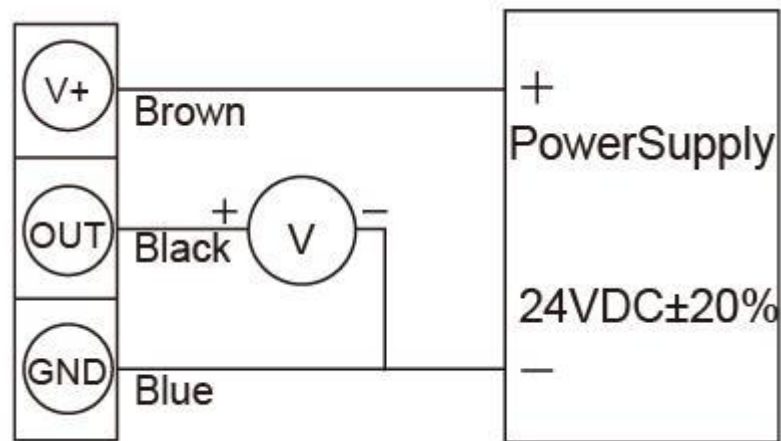 V+
Brown
+
PowerSupply
OUT
Black
+
V
−
24VDC±20%
GND
Blue
−